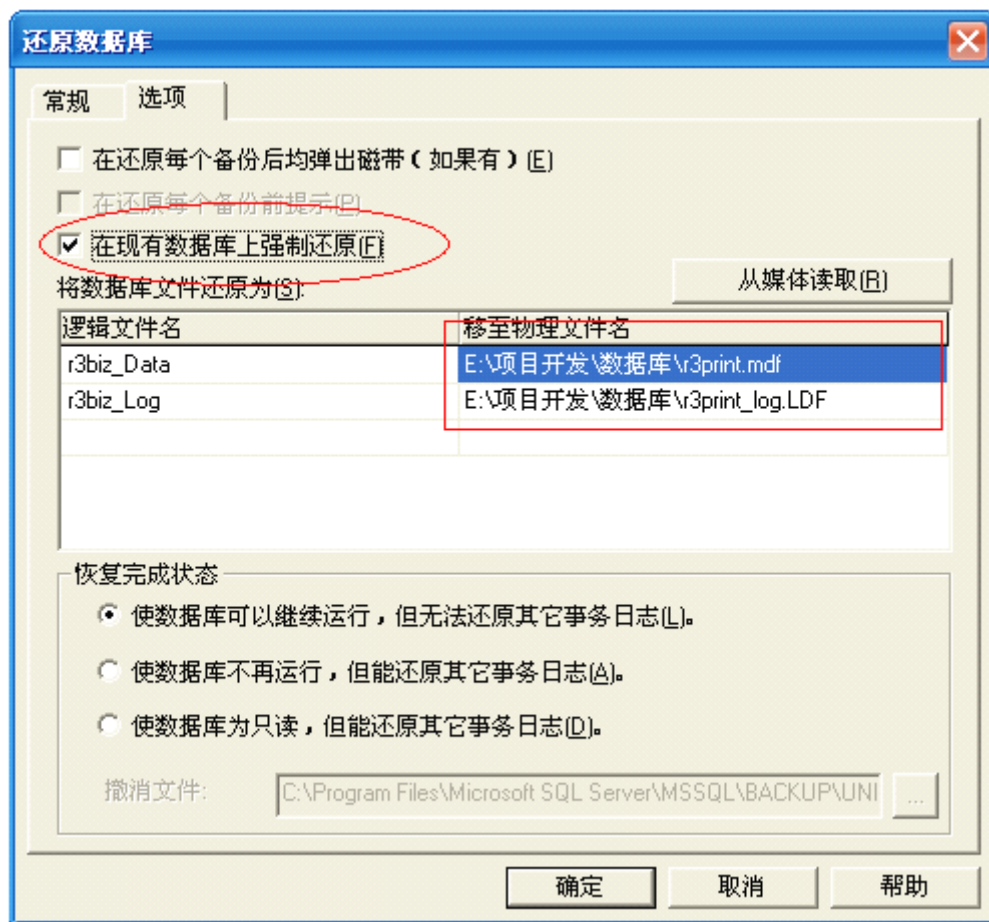 还原数据库
常规 选项
在还原每个备份后均弹出磁带(如果有)(E)
在还原每个备份前提示(P)
在现有数据库上强制还原(F)
将数据库文件还原为(S):
从媒体读取(R)
逻辑文件名 移至物理文件名
r3biz_Data E:\项目开发\数据库\r3print.mdf
r3biz_Log E:\项目开发\数据库\r3print_log.LDF
恢复完成状态
使数据库可以继续运行,但无法还原其它事务日志(L)。
使数据库不再运行,但能还原其它事务日志(A)。
使数据库为只读,但能还原其它事务日志(D)。
撤消文件: C:\Program Files\Microsoft SQL Server\MSSQL\BACKUP\UNI ...
确定 取消 帮助